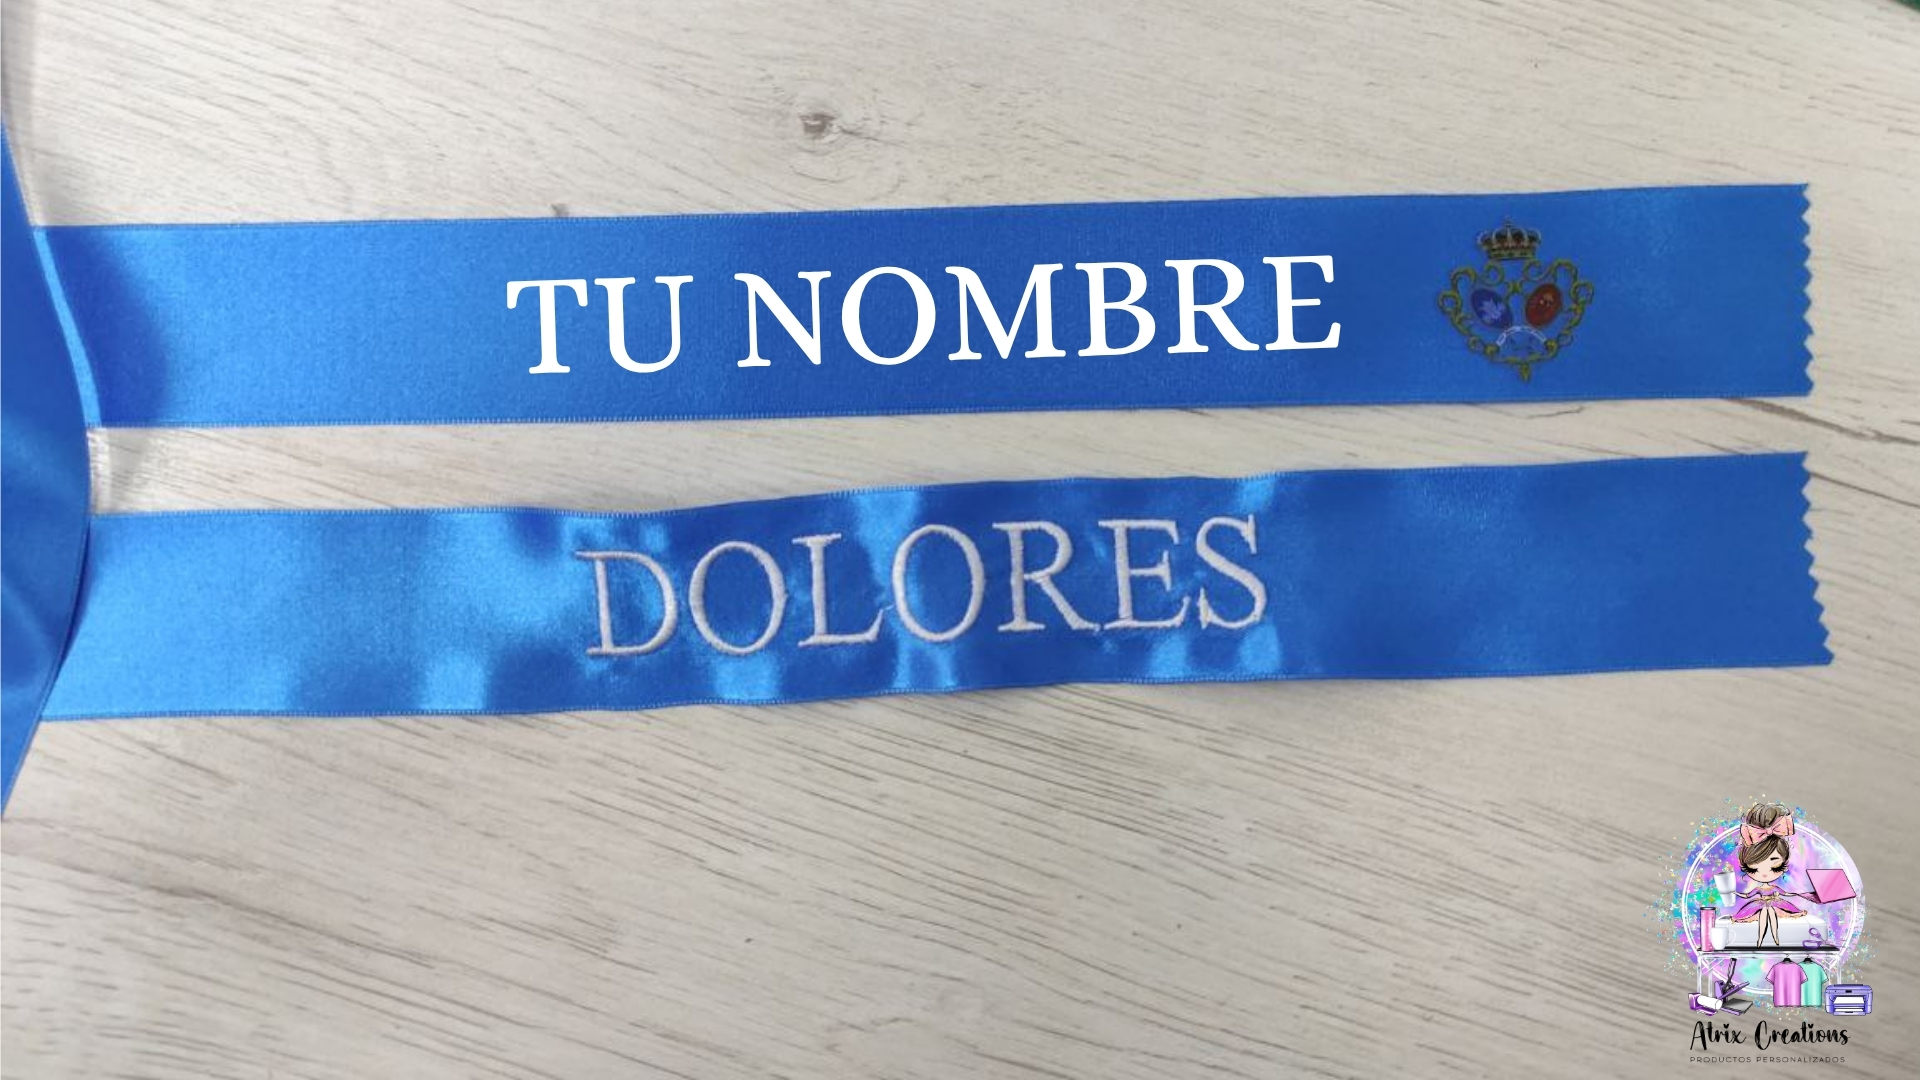 TU NOMBRE
DOLORES
Atrix Creations
PRODUCTOS PERSONALIZADOS